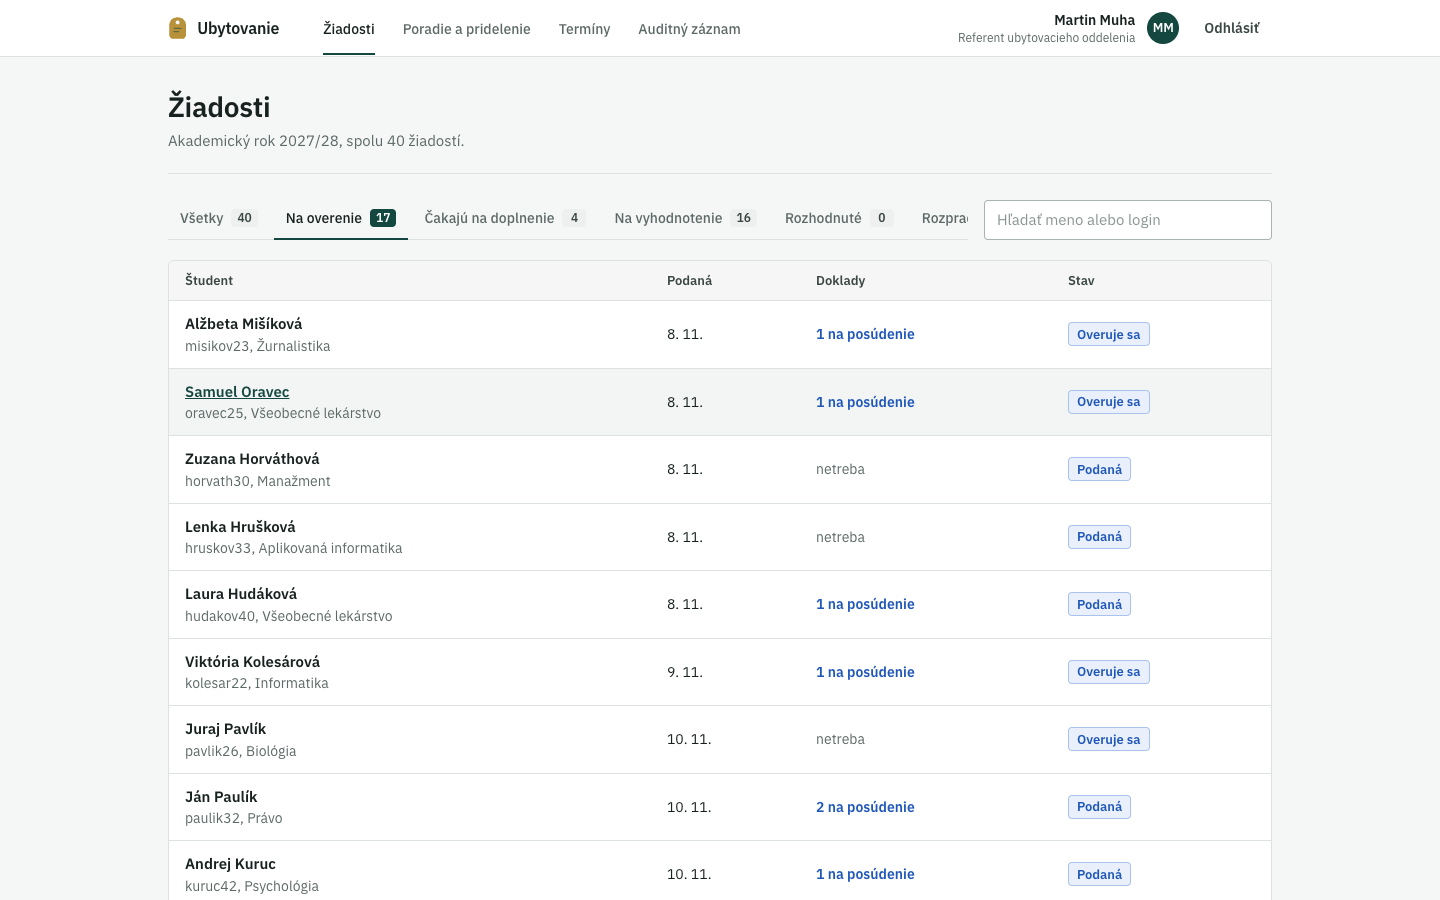 Ubytovanie
Žiadosti
Poradie a pridelenie
Termíny
Auditný záznam
Martin Muha
Referent ubytovacieho oddelenia
MM
Odhlásiť
Žiadosti
Akademický rok 2027/28, spolu 40 žiadostí.
Všetky 40
Na overenie 17
Čakajú na doplnenie 4
Na vyhodnotenie 16
Rozhodnuté 0
Rozprac
Hľadať meno alebo login
Študent Podaná Doklady Stav
Alžbeta Mišíková
misikov23, Žurnalistika
8. 11. 1 na posúdenie Overuje sa
Samuel Oravec
oravec25, Všeobecné lekárstvo
8. 11. 1 na posúdenie Overuje sa
Zuzana Horváthová
horvath30, Manažment
8. 11. netreba Podaná
Lenka Hrušková
hruskov33, Aplikovaná informatika
8. 11. netreba Podaná
Laura Hudáková
hudakov40, Všeobecné lekárstvo
8. 11. 1 na posúdenie Podaná
Viktória Kolesárová
kolesar22, Informatika
9. 11. 1 na posúdenie Overuje sa
Juraj Pavlík
pavlik26, Biológia
10. 11. netreba Overuje sa
Ján Paulík
paulik32, Právo
10. 11. 2 na posúdenie Podaná
Andrej Kuruc
kuruc42, Psychológia
10. 11. 1 na posúdenie Podaná